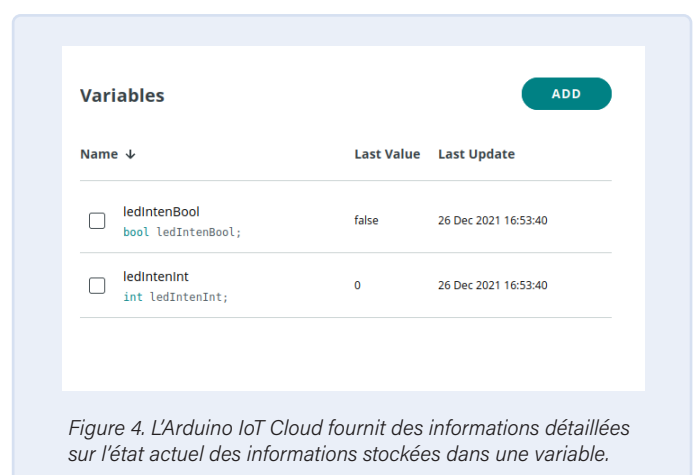 Variables
ADD
Name ↓ Last Value Last Update
ledIntenBool
bool ledIntenBool;
false
26 Dec 2021 16:53:40
ledIntenInt
int ledIntenInt;
0
26 Dec 2021 16:53:40
Figure 4. L'Arduino IoT Cloud fournit des informations détaillées
sur l'état actuel des informations stockées dans une variable.